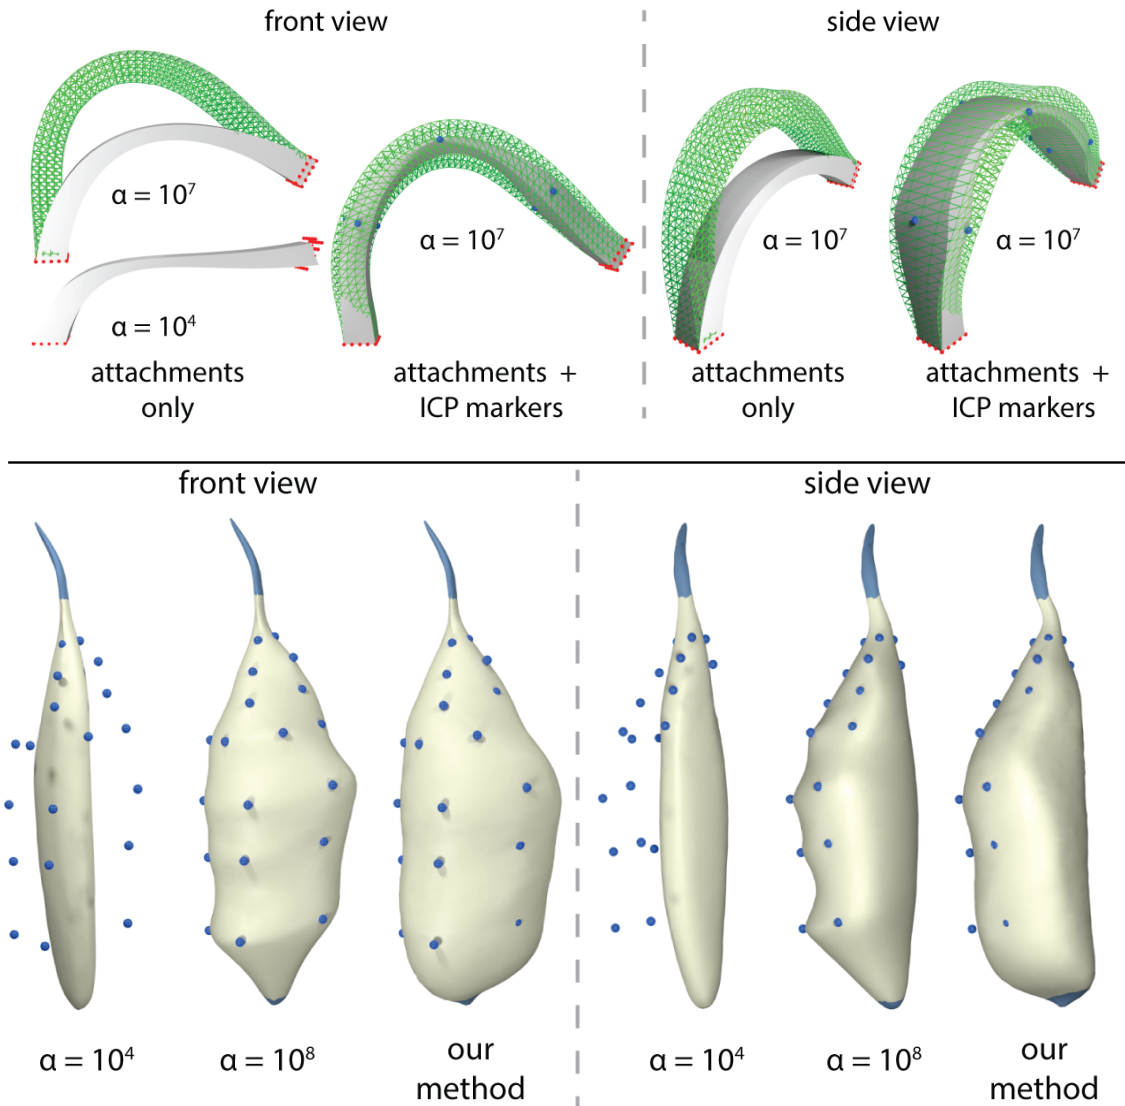 front view
side view
α = 10⁷
α = 10⁷
α = 10⁷
α = 10⁷
α = 10⁴
attachments
only
attachments +
ICP markers
attachments
only
attachments +
ICP markers
front view
side view
α = 10⁴
α = 10⁸
our
method
α = 10⁴
α = 10⁸
our
method